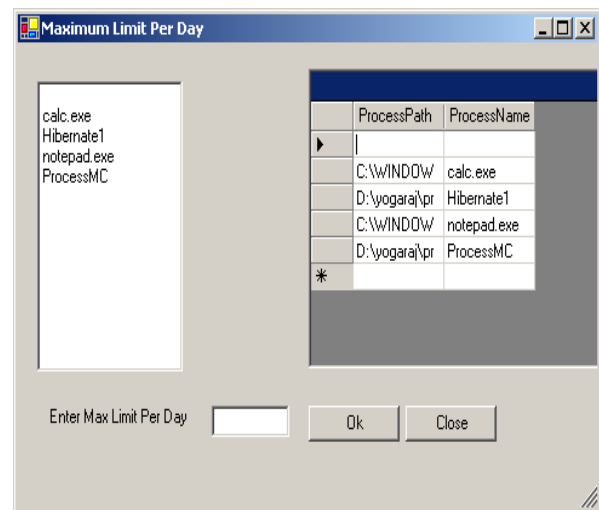 Maximum Limit Per Day
calc.exe
Hibernate1
notepad.exe
ProcessMC
ProcessPath ProcessName
C:\WINDOW calc.exe
D:\yogaraj\pr Hibernate1
C:\WINDOW notepad.exe
D:\yogaraj\pr ProcessMC
Enter Max Limit Per Day
Ok
Close